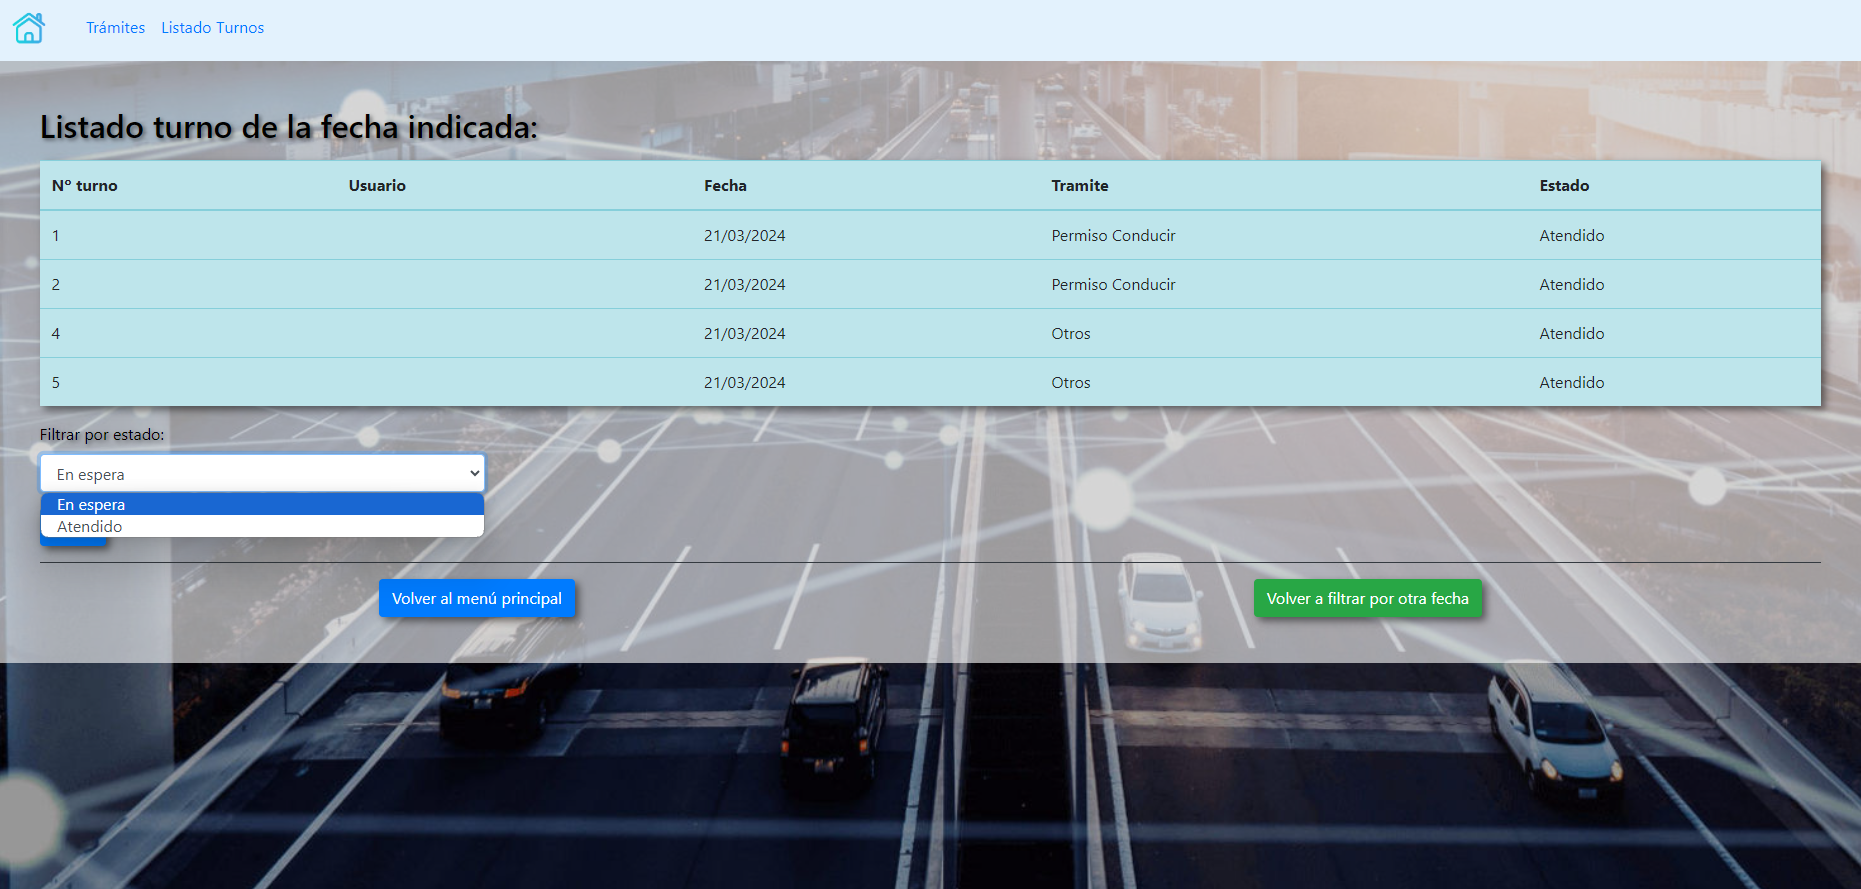 Trámites Listado Turnos
Listado turno de la fecha indicada:
Nº turno Usuario Fecha Tramite Estado
1 21/03/2024 Permiso Conducir Atendido
2 21/03/2024 Permiso Conducir Atendido
4 21/03/2024 Otros Atendido
5 21/03/2024 Otros Atendido
Filtrar por estado:
En espera
En espera
Atendido
Volver al menú principal Volver a filtrar por otra fecha